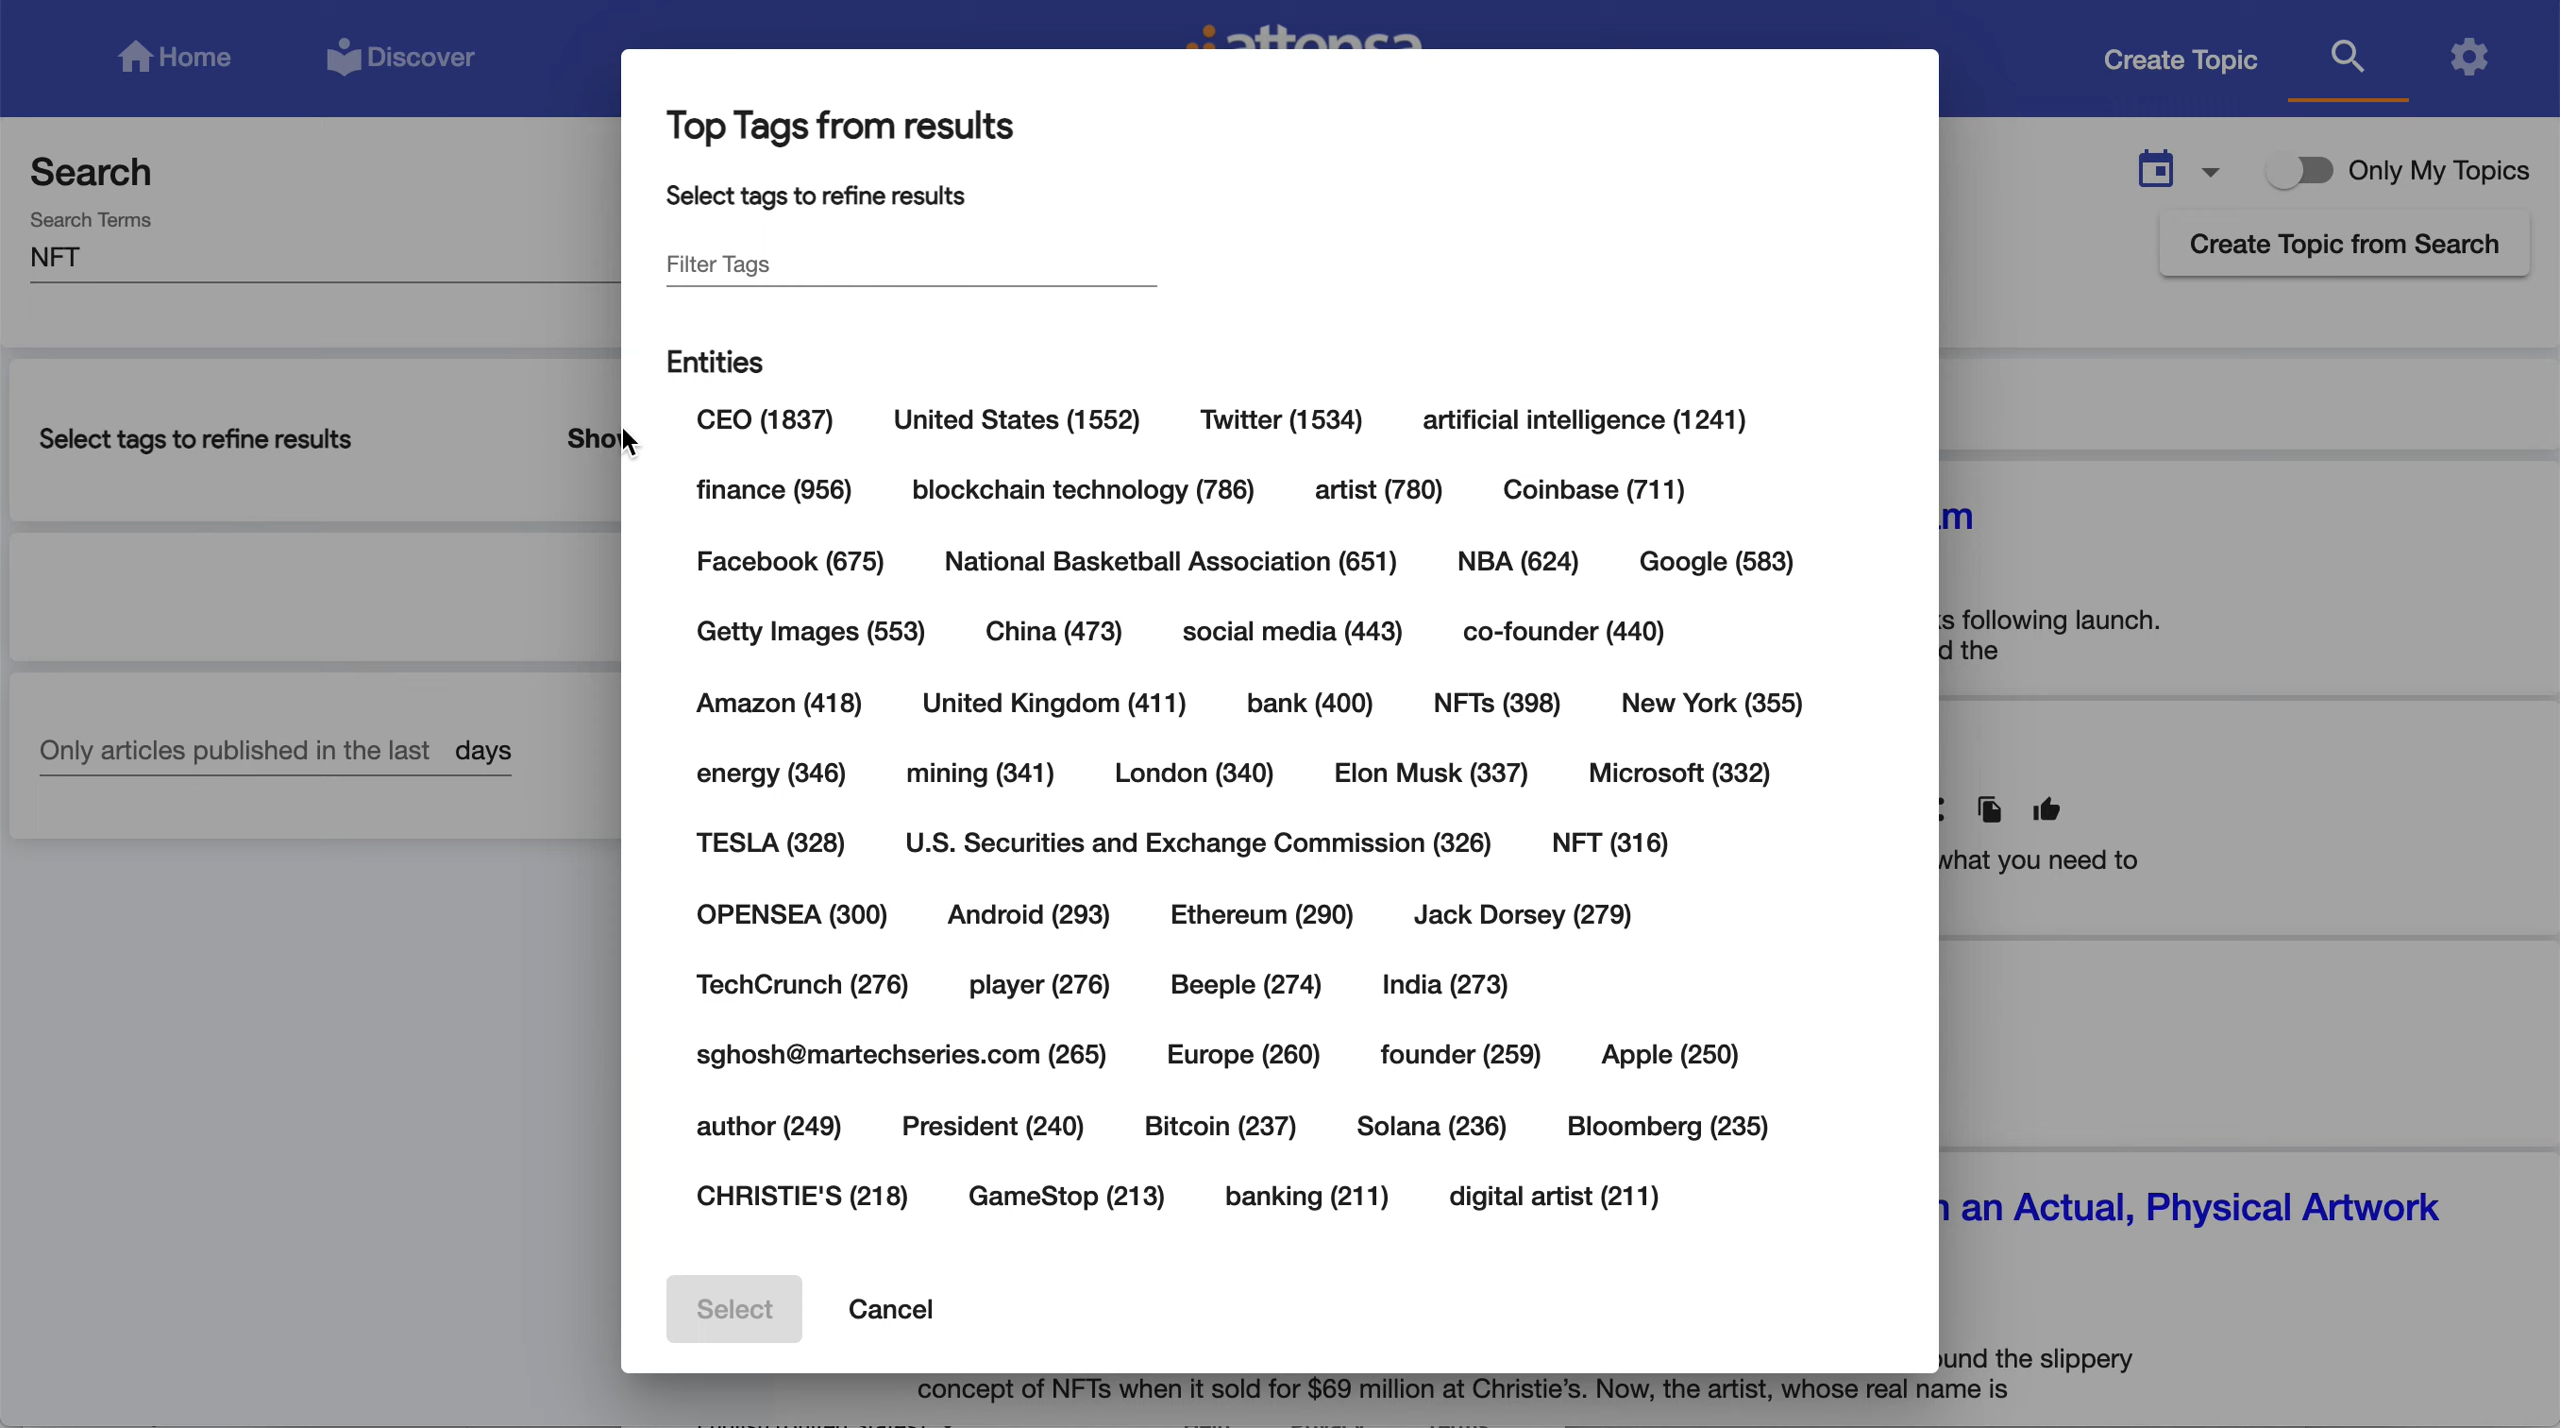 Home
Discover
attensa
Create Topic
Search
Search Terms
NFT
Only My Topics
Create Topic from Search
Select tags to refine results
Only articles published in the last days
Top Tags from results
Select tags to refine results
Filter Tags
Entities
CEO (1837) United States (1552) Twitter (1534) artificial intelligence (1241)
finance (956) blockchain technology (786) artist (780) Coinbase (711)
Facebook (675) National Basketball Association (651) NBA (624) Google (583)
Getty Images (553) China (473) social media (443) co-founder (440)
Amazon (418) United Kingdom (411) bank (400) NFTs (398) New York (355)
energy (346) mining (341) London (340) Elon Musk (337) Microsoft (332)
TESLA (328) U.S. Securities and Exchange Commission (326) NFT (316)
OPENSEA (300) Android (293) Ethereum (290) Jack Dorsey (279)
TechCrunch (276) player (276) Beeple (274) India (273)
sghosh@martechseries.com (265) Europe (260) founder (259) Apple (250)
author (249) President (240) Bitcoin (237) Solana (236) Bloomberg (235)
CHRISTIE'S (218) GameStop (213) banking (211) digital artist (211)
Select Cancel
following launch.
the
what you need to
an Actual, Physical Artwork
the slippery
concept of NFTs when it sold for $69 million at Christie's. Now, the artist, whose real name is